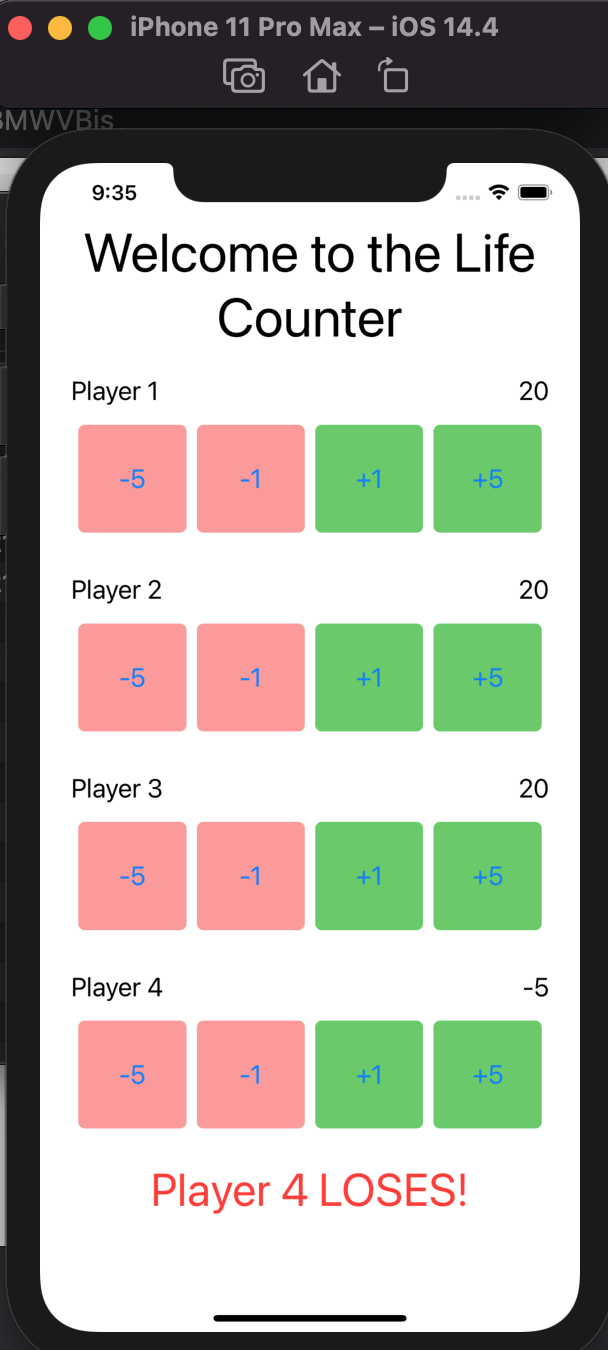 iPhone 11 Pro Max – iOS 14.4
BMWVBis
9:35
Welcome to the Life
Counter
Player 1 20
-5 -1 +1 +5
Player 2 20
-5 -1 +1 +5
Player 3 20
-5 -1 +1 +5
Player 4 -5
-5 -1 +1 +5
Player 4 LOSES!